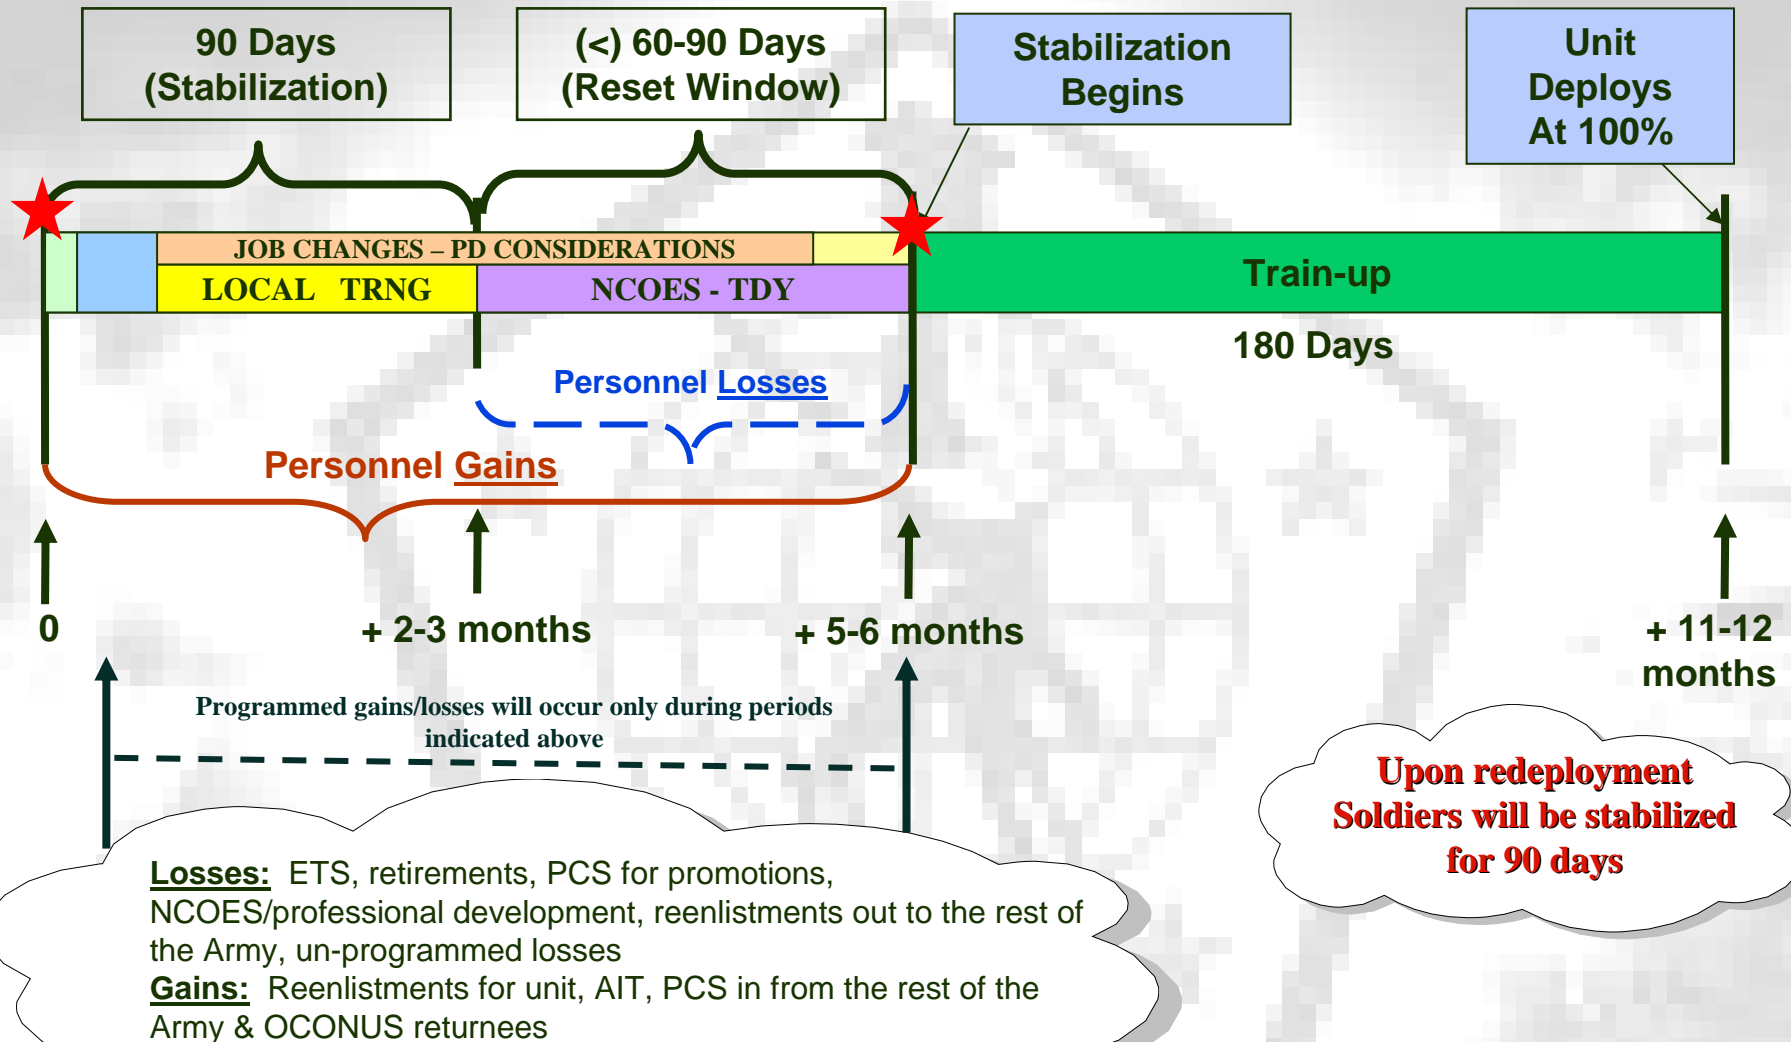 90 Days
(Stabilization)
(<) 60-90 Days
(Reset Window)
Stabilization
Begins
Unit
Deploys
At 100%
JOB CHANGES – PD CONSIDERATIONS
LOCAL TRNG
NCOES - TDY
Train-up
180 Days
Personnel Losses
Personnel Gains
0
+ 2-3 months
+ 5-6 months
+ 11-12
months
Programmed gains/losses will occur only during periods
indicated above
Upon redeployment
Soldiers will be stabilized
for 90 days
Losses: ETS, retirements, PCS for promotions,
NCOES/professional development, reenlistments out to the rest of
the Army, un-programmed losses
Gains: Reenlistments for unit, AIT, PCS in from the rest of the
Army & OCONUS returnees